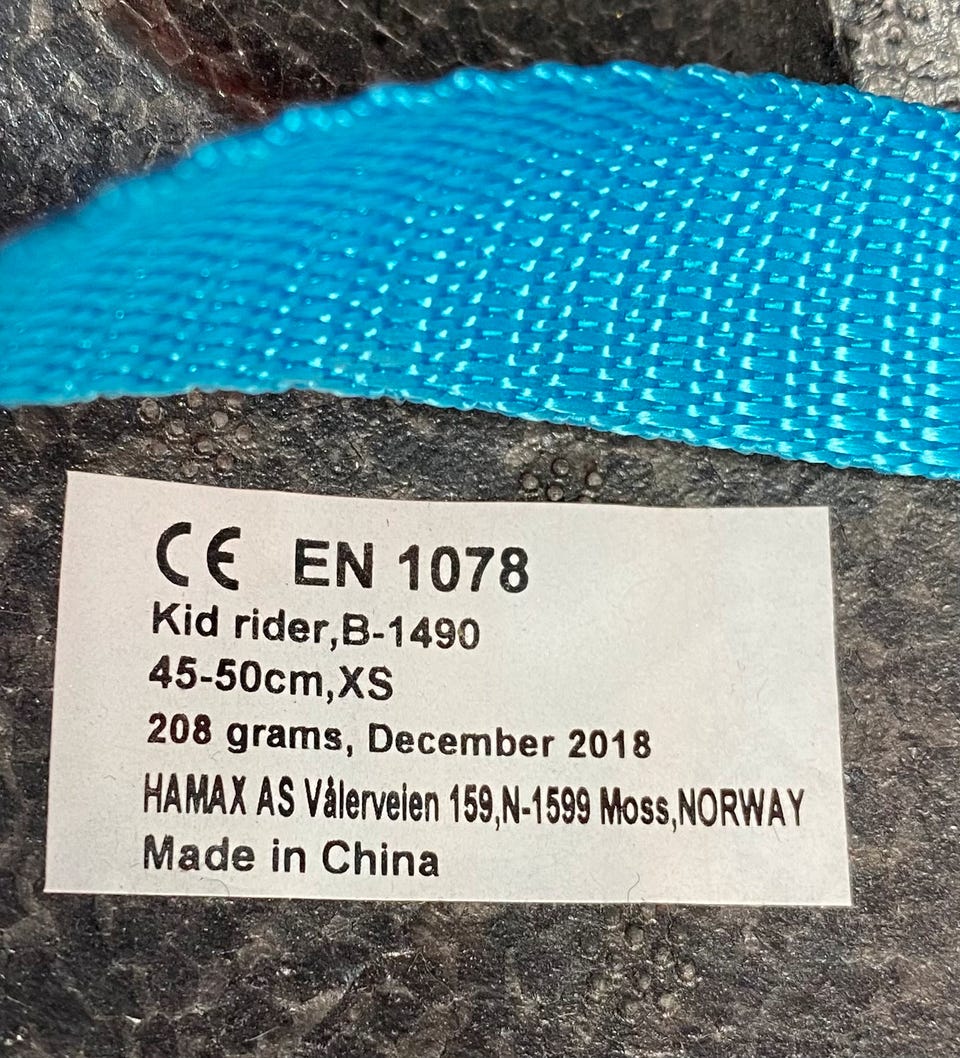 CE EN 1078
Kid rider,B-1490
45-50cm,XS
208 grams, December 2018
HAMAX AS Vålerveien 159,N-1599 Moss,NORWAY
Made in China